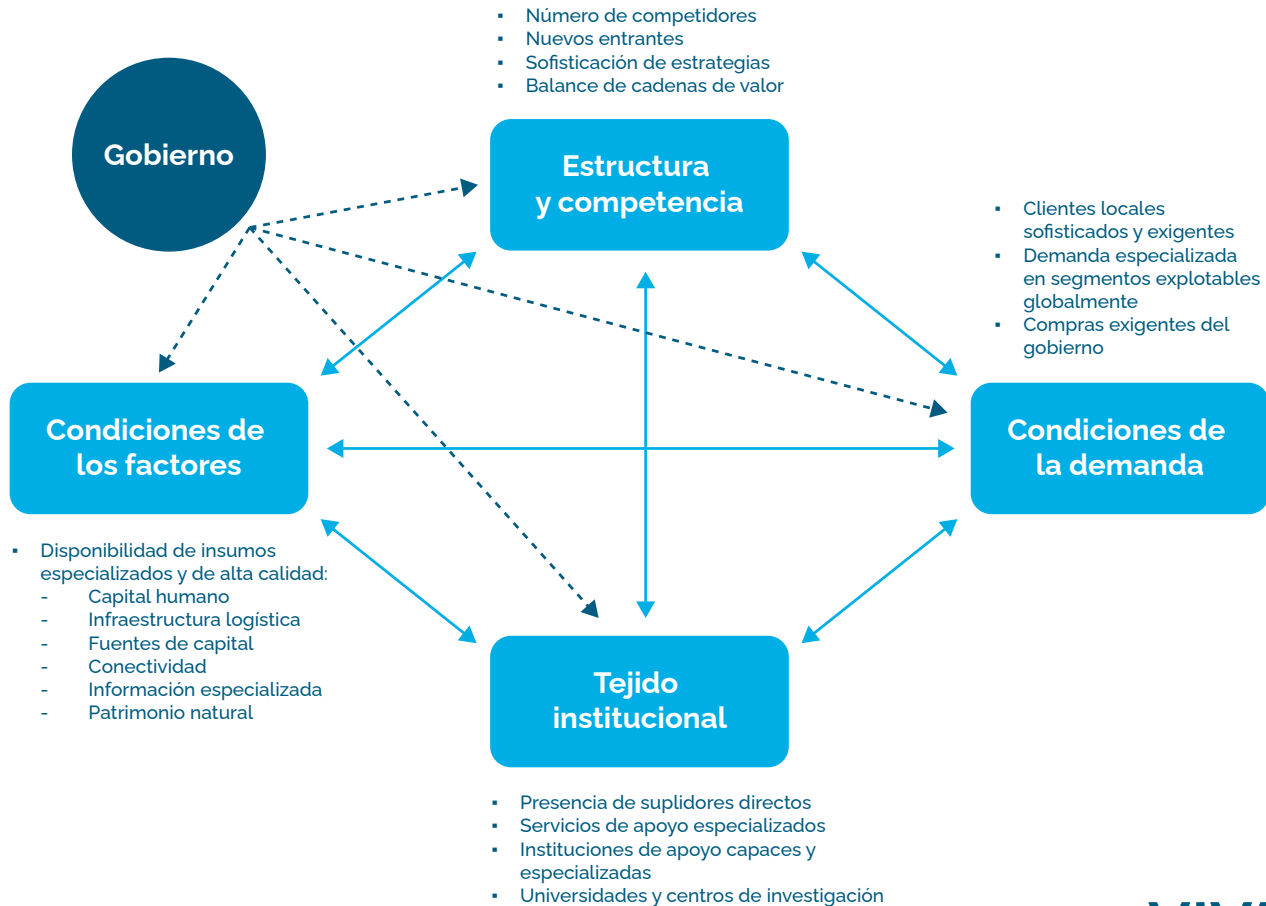 ▪ Número de competidores
▪ Nuevos entrantes
▪ Sofisticación de estrategias
▪ Balance de cadenas de valor
Gobierno
Estructura
y competencia
▪ Clientes locales
sofisticados y exigentes
▪ Demanda especializada
en segmentos explotables
globalmente
▪ Compras exigentes del
gobierno
Condiciones de
los factores
Condiciones de
la demanda
▪ Disponibilidad de insumos
especializados y de alta calidad:
- Capital humano
- Infraestructura logística
- Fuentes de capital
- Conectividad
- Información especializada
- Patrimonio natural
Tejido
institucional
▪ Presencia de suplidores directos
▪ Servicios de apoyo especializados
▪ Instituciones de apoyo capaces y
especializadas
▪ Universidades y centros de investigación